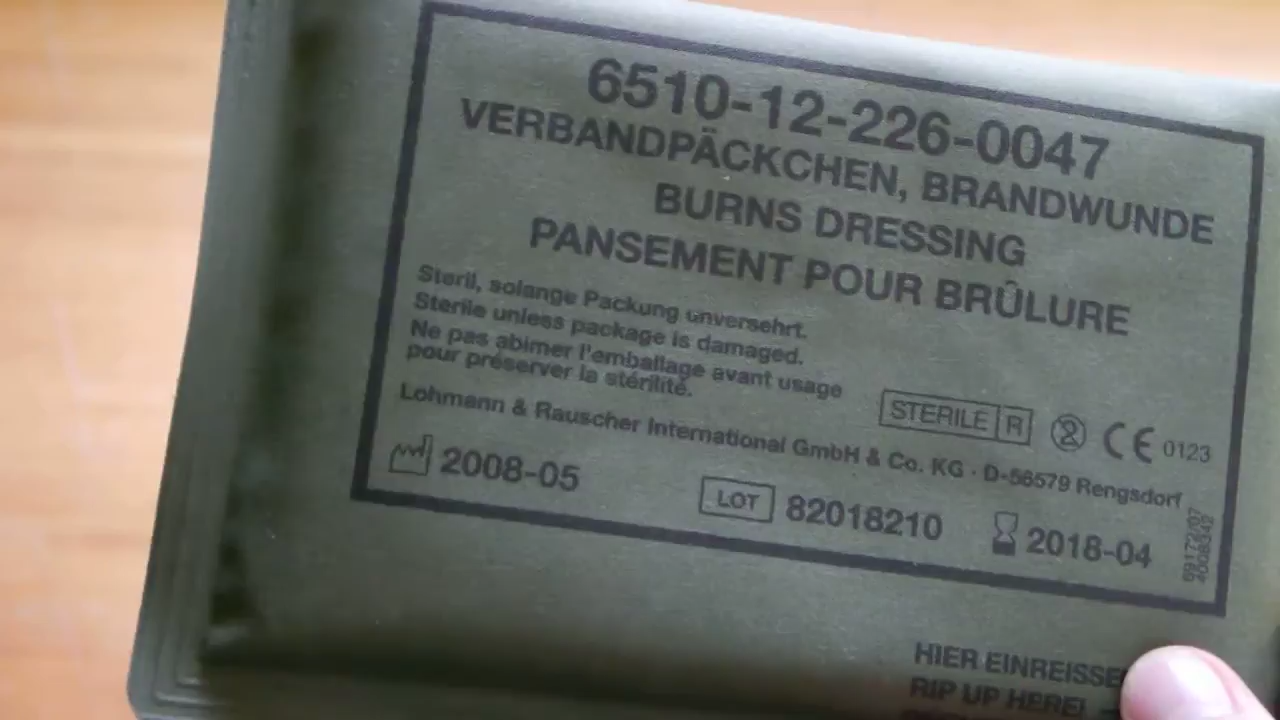 6510-12-226-0047
VERBANDPÄCKCHEN, BRANDWUNDE
BURNS DRESSING
PANSEMENT POUR BRÛLURE
Steril, solange Packung unversehrt.
Sterile unless package is damaged.
Ne pas abimer l'emballage avant usage
pour préserver la stérilité.
STERILE R
2
CE 0123
Lohmann & Rauscher International GmbH & Co. KG · D-56579 Rengsdorf
2008-05
LOT 82018210
2018-04
HIER
RIP UP HERE!